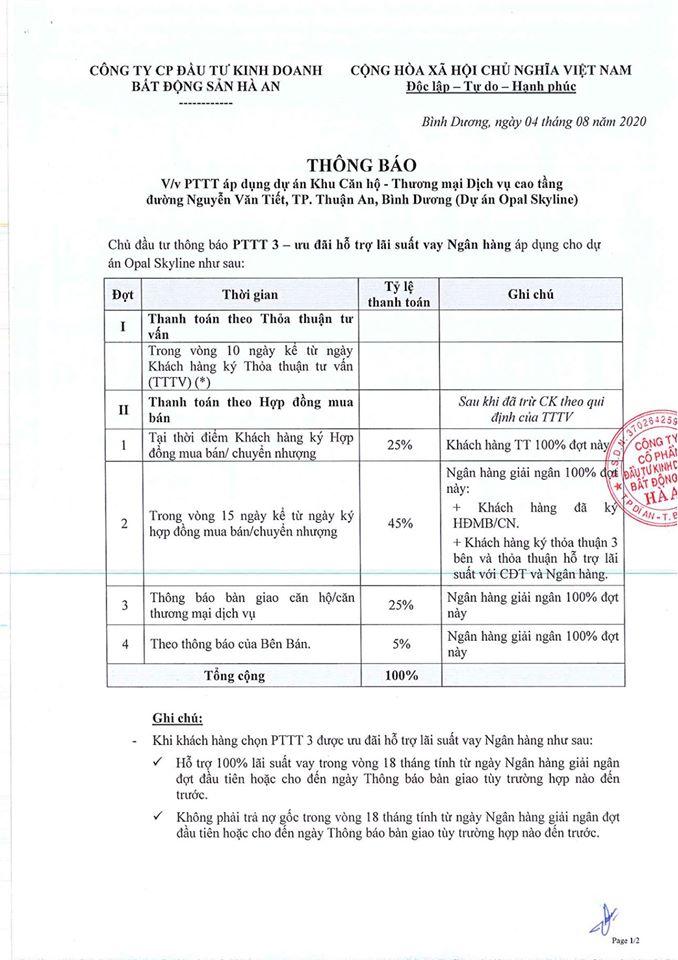 CÔNG TY CP ĐẦU TƯ KINH DOANH
BẤT ĐỘNG SẢN HÀ AN
------------
CỘNG HÒA XÃ HỘI CHỦ NGHĨA VIỆT NAM
Độc lập – Tự do – Hạnh phúc
Bình Dương, ngày 04 tháng 08 năm 2020
THÔNG BÁO
V/v PTTT áp dụng dự án Khu Căn hộ - Thương mại Dịch vụ cao tầng
đường Nguyễn Văn Tiết, TP. Thuận An, Bình Dương (Dự án Opal Skyline)
Chủ đầu tư thông báo PTTT 3 – ưu đãi hỗ trợ lãi suất vay Ngân hàng áp dụng cho dự
án Opal Skyline như sau:
Đợt
Thời gian
Tỷ lệ
thanh toán
Ghi chú
I
Thanh toán theo Thỏa thuận tư
vấn
Trong vòng 10 ngày kể từ ngày
Khách hàng ký Thỏa thuận tư vấn
(TTTV) (*)
II
Thanh toán theo Hợp đồng mua
bán
Sau khi đã trừ CK theo qui
định của TTTV
1
Tại thời điểm Khách hàng ký Hợp
đồng mua bán/ chuyển nhượng
25%
Khách hàng TT 100% đợt này
2
Trong vòng 15 ngày kể từ ngày ký
hợp đồng mua bán/chuyển nhượng
45%
Ngân hàng giải ngân 100% đợt
này:
+ Khách hàng đã ký
HĐMB/CN.
+ Khách hàng ký thỏa thuận 3
bên và thỏa thuận hỗ trợ lãi
suất với CĐT và Ngân hàng.
3
Thông báo bàn giao căn hộ/căn
thương mại dịch vụ
25%
Ngân hàng giải ngân 100% đợt
này
4
Theo thông báo của Bên Bán.
5%
Ngân hàng giải ngân 100% đợt
này
Tổng cộng
100%
S.D.N: 370264259
CÔNG TY
CỔ PHẦN
ĐẦU TƯ KINH D
BẤT ĐỘNG
HÀ A
TP DĨ AN - T. B
Ghi chú:
- Khi khách hàng chọn PTTT 3 được ưu đãi hỗ trợ lãi suất vay Ngân hàng như sau:
✓ Hỗ trợ 100% lãi suất vay trong vòng 18 tháng tính từ ngày Ngân hàng giải ngân
đợt đầu tiên hoặc cho đến ngày Thông báo bàn giao tùy trường hợp nào đến
trước.
✓ Không phải trả nợ gốc trong vòng 18 tháng tính từ ngày Ngân hàng giải ngân đợt
đầu tiên hoặc cho đến ngày Thông báo bàn giao tùy trường hợp nào đến trước.
Page 1/2